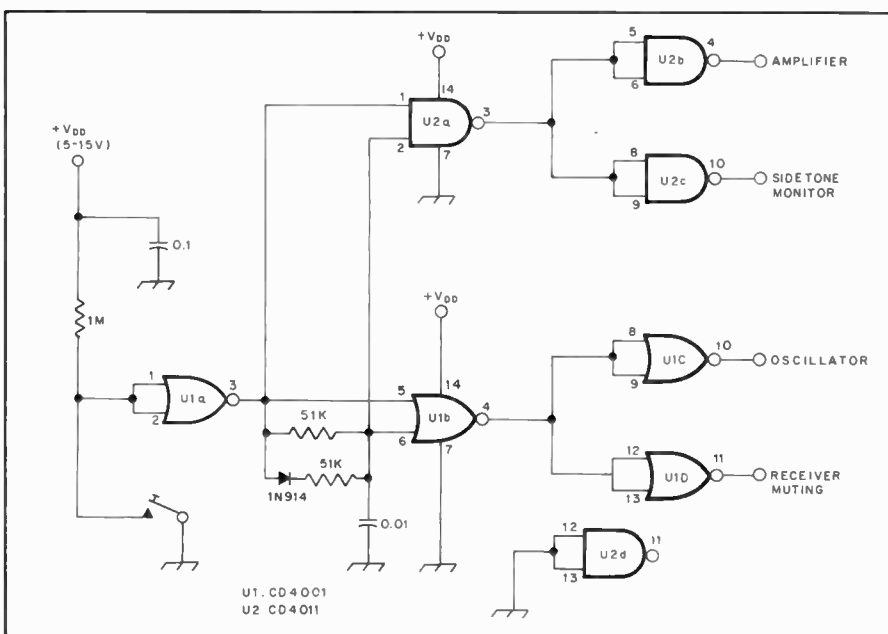 +VDD
(5-15V)
0.1
1M
1
2
U1a
3
+VDD
14
1
2
U2a
3
7
5
6
U2b
4
AMPLIFIER
8
9
U2c
10
SIDETONE
MONITOR
51K
51K
1N914
0.01
+VDD
14
5
6
U1b
4
7
8
9
U1C
10
OSCILLATOR
12
13
U1D
11
RECEIVER
MUTING
12
13
U2d
11
U1. CD4001
U2 CD4011